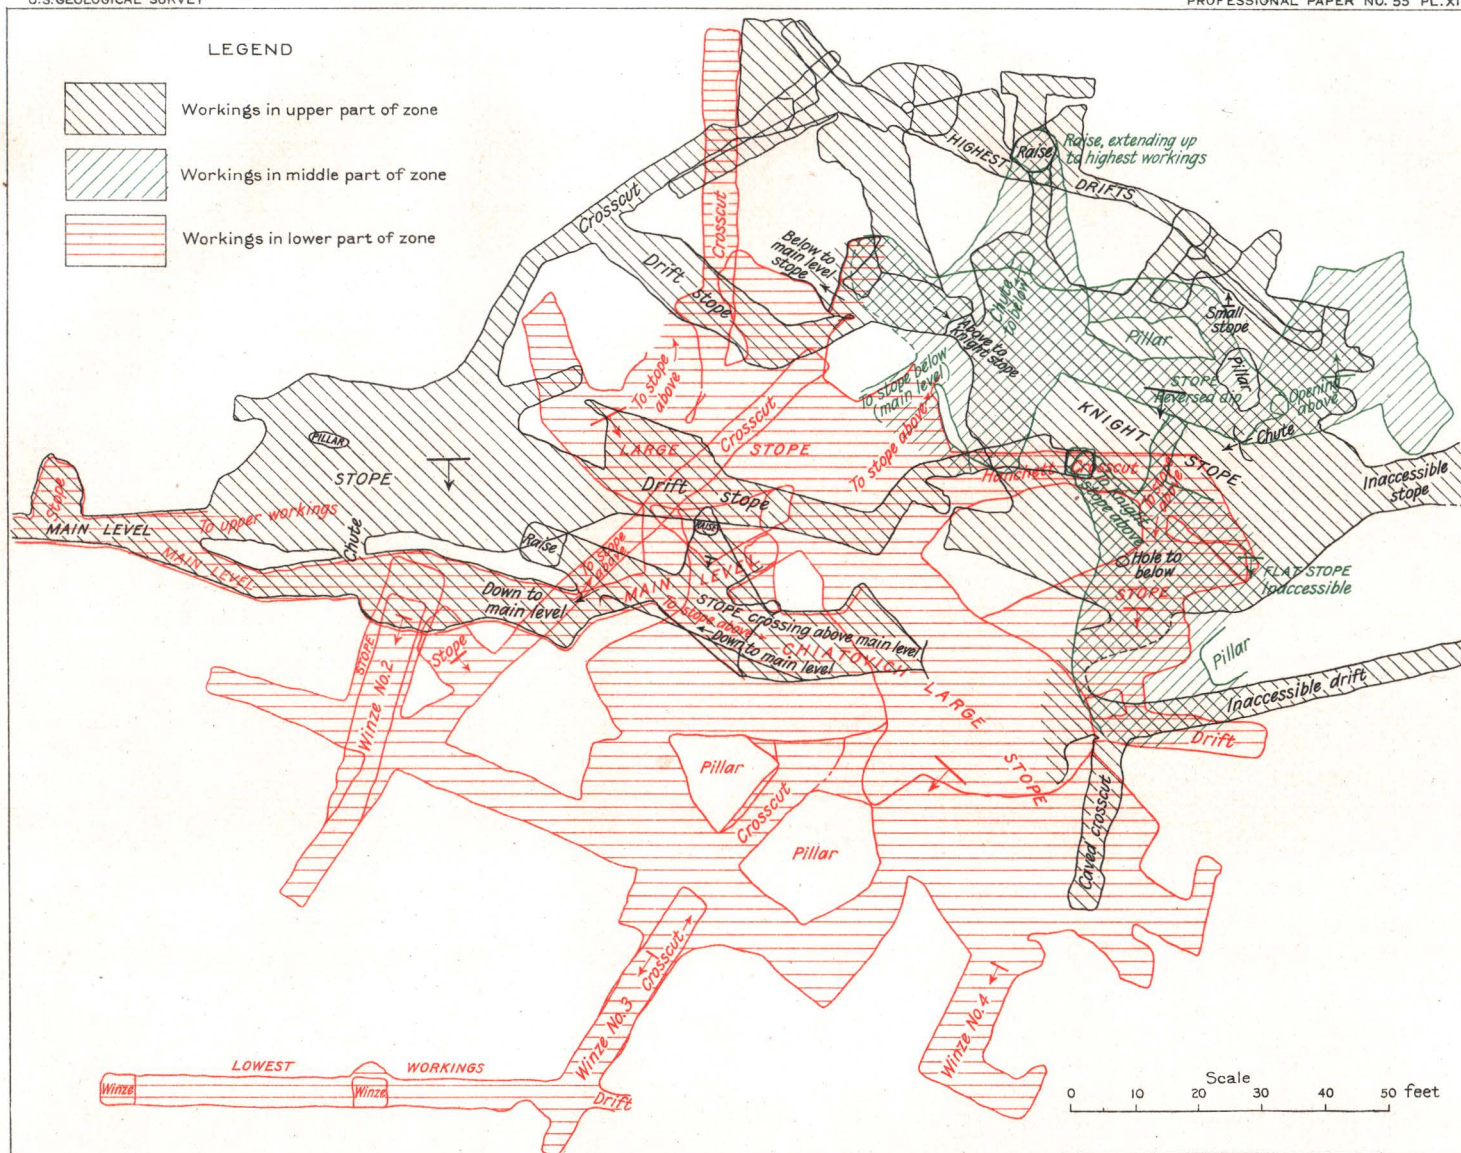 U.S. GEOLOGICAL SURVEY
PROFESSIONAL PAPER NO. 55 PL. XI
LEGEND
Workings in upper part of zone
Workings in middle part of zone
Workings in lower part of zone
Crosscut
Crosscut
HIGHEST
DRIFTS
Raise
Raise, extending up
to highest workings
Drift stope
Below to
main level
stope
Chute
to below
Above to
Knight stope
Small
stope
Pillar
Pillar
STOPE
Reversed dip
Opening
above
Chute
To stope below
(main level
To stope
above
Crosscut
LARGE STOPE
To stope above
KNIGHT STOPE
PILLAR
STOPE
Drift stope
Hanchett Crosscut
To Knight
stope above
To stope
above
Inaccessible
stope
Stope
MAIN LEVEL
To upper workings
MAIN LEVEL
Chute
Raise
RAISE
To stope
above
MAIN LEVEL
Hole to
below
STOPE
FLAT STOPE
Inaccessible
Down to
main level
STOPE crossing above main level
To stope above
Down to main level
CHIATOVICH LARGE STOPE
STOPE
Winze No. 2
Stope
Pillar
Inaccessible drift
Drift
Pillar
Crosscut
Pillar
Caved crosscut
Crosscut
Winze No. 3
Winze No. 4
LOWEST WORKINGS
Winze
Winze
Drift
Scale
0 10 20 30 40 50 feet